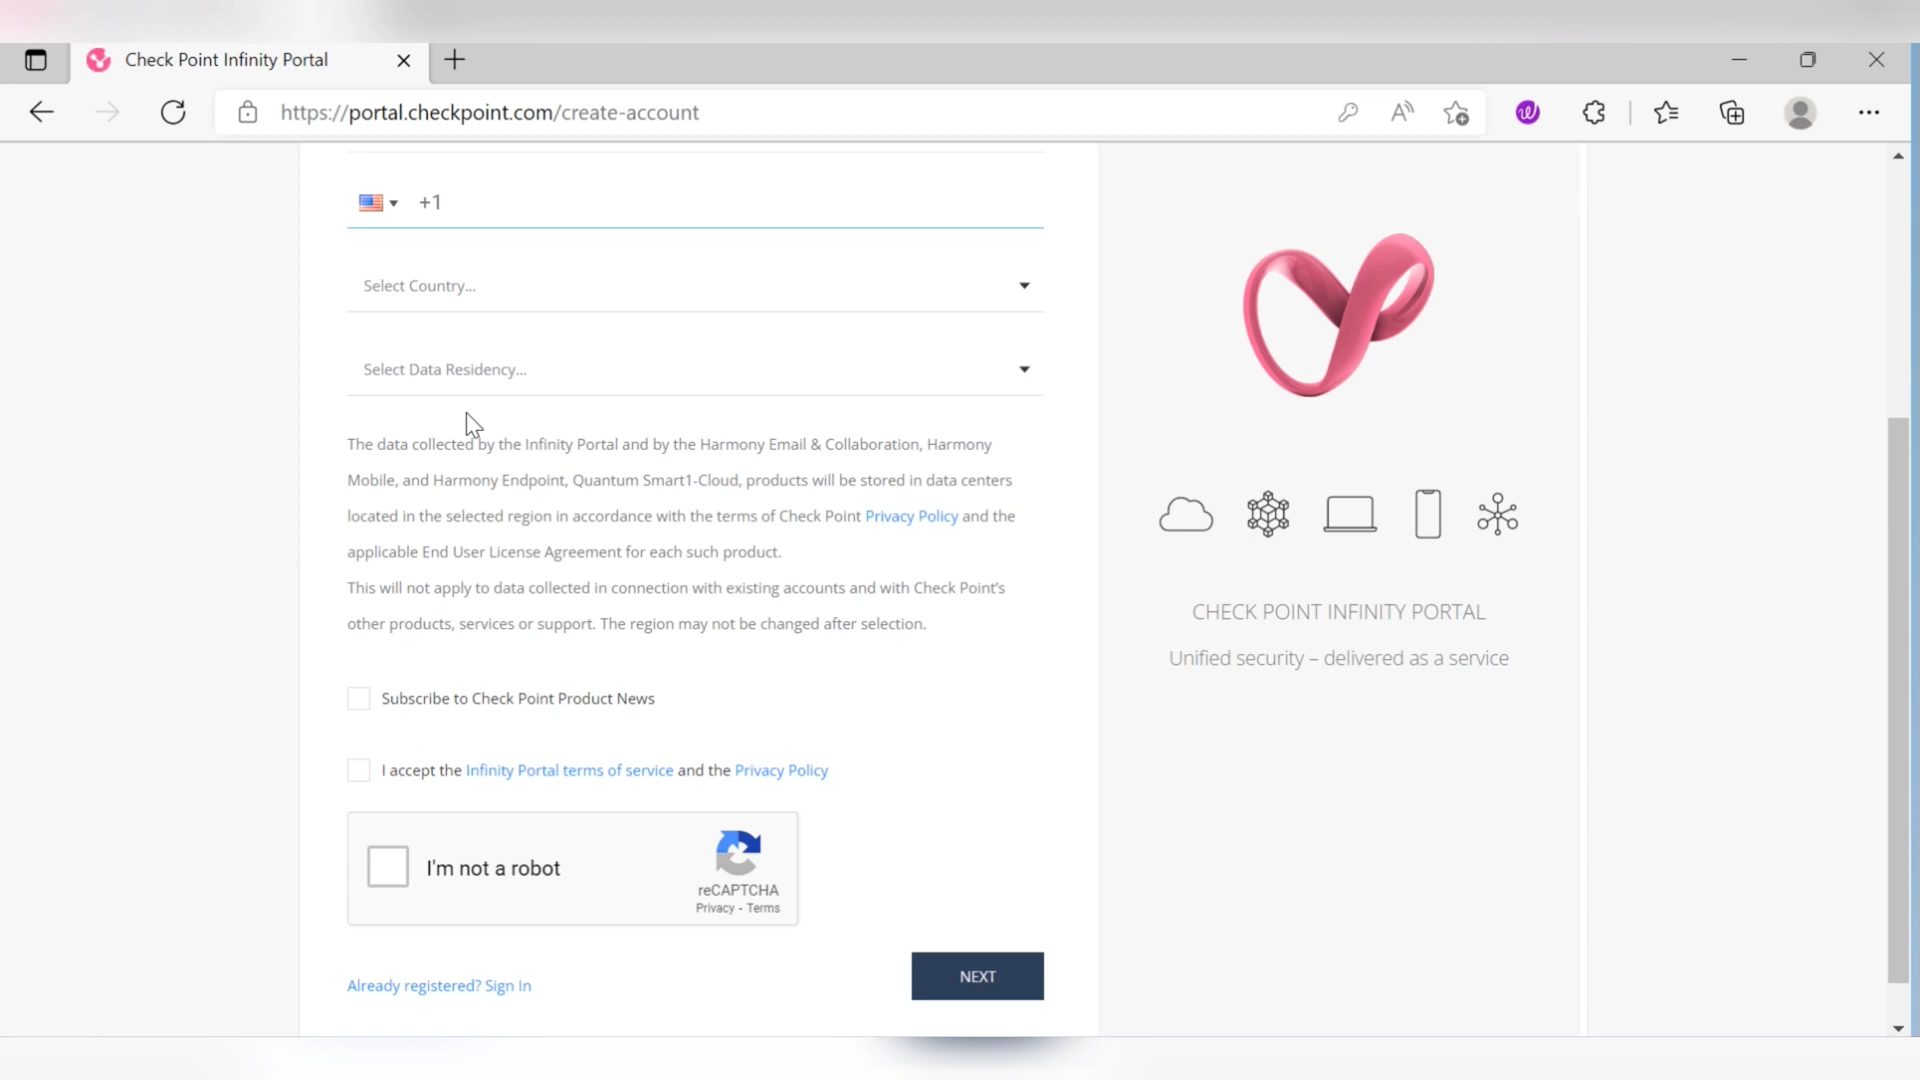 Check Point Infinity Portal
https://portal.checkpoint.com/create-account
+1
Select Country...
Select Data Residency...
The data collected by the Infinity Portal and by the Harmony Email & Collaboration, Harmony
Mobile, and Harmony Endpoint, Quantum Smart1-Cloud, products will be stored in data centers
located in the selected region in accordance with the terms of Check Point Privacy Policy and the
applicable End User License Agreement for each such product.
This will not apply to data collected in connection with existing accounts and with Check Point's
other products, services or support. The region may not be changed after selection.
Subscribe to Check Point Product News
I accept the Infinity Portal terms of service and the Privacy Policy
I'm not a robot
reCAPTCHA
Privacy - Terms
Already registered? Sign In
NEXT
CHECK POINT INFINITY PORTAL
Unified security – delivered as a service